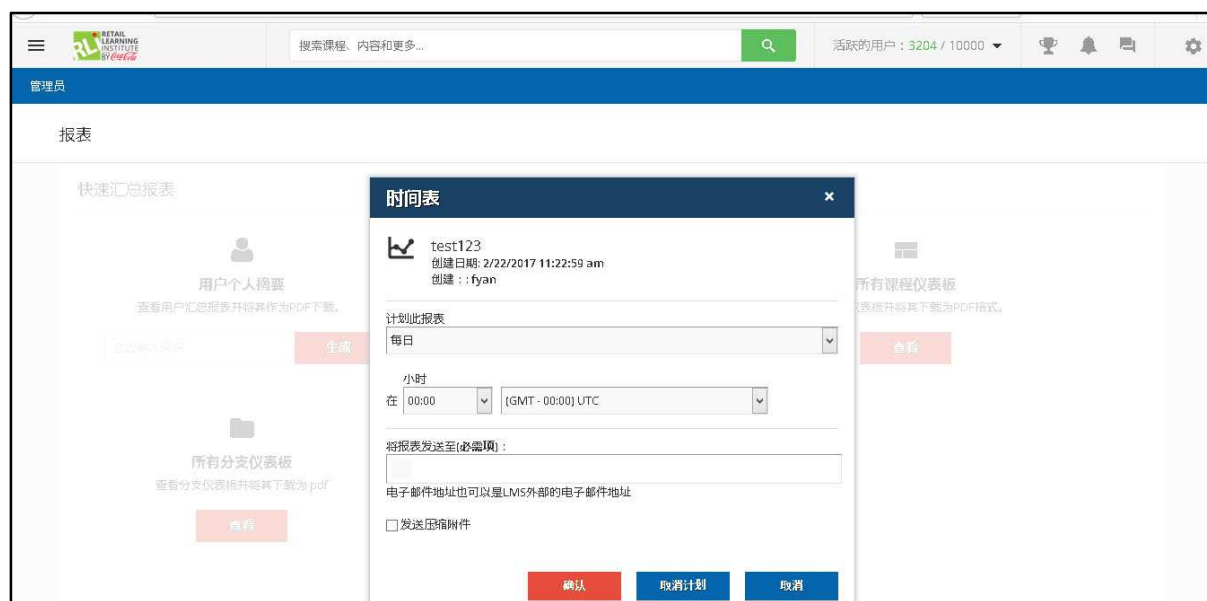 RETAIL
LEARNING
INSTITUTE
BY Coca-Cola
RLi
搜索课程、内容和更多...
活跃的用户：3204 / 10000
管理员
报表
快速汇总报表
时间表
×
test123
创建日期: 2/22/2017 11:22:59 am
创建：: fyan
用户个人摘要
查看用户汇总报表并将其作为PDF下载。
生成
所有课程仪表板
表板并将其下载为PDF格式。
查看
计划此报表
每日
小时
在 00:00 (GMT - 00:00) UTC
将报表发送至(必需项)：
电子邮件地址也可以是LMS外部的电子邮件地址
发送压缩附件
所有分支仪表板
查看分支仪表板并将其下载为 pdf
查看
确认 取消计划 取消